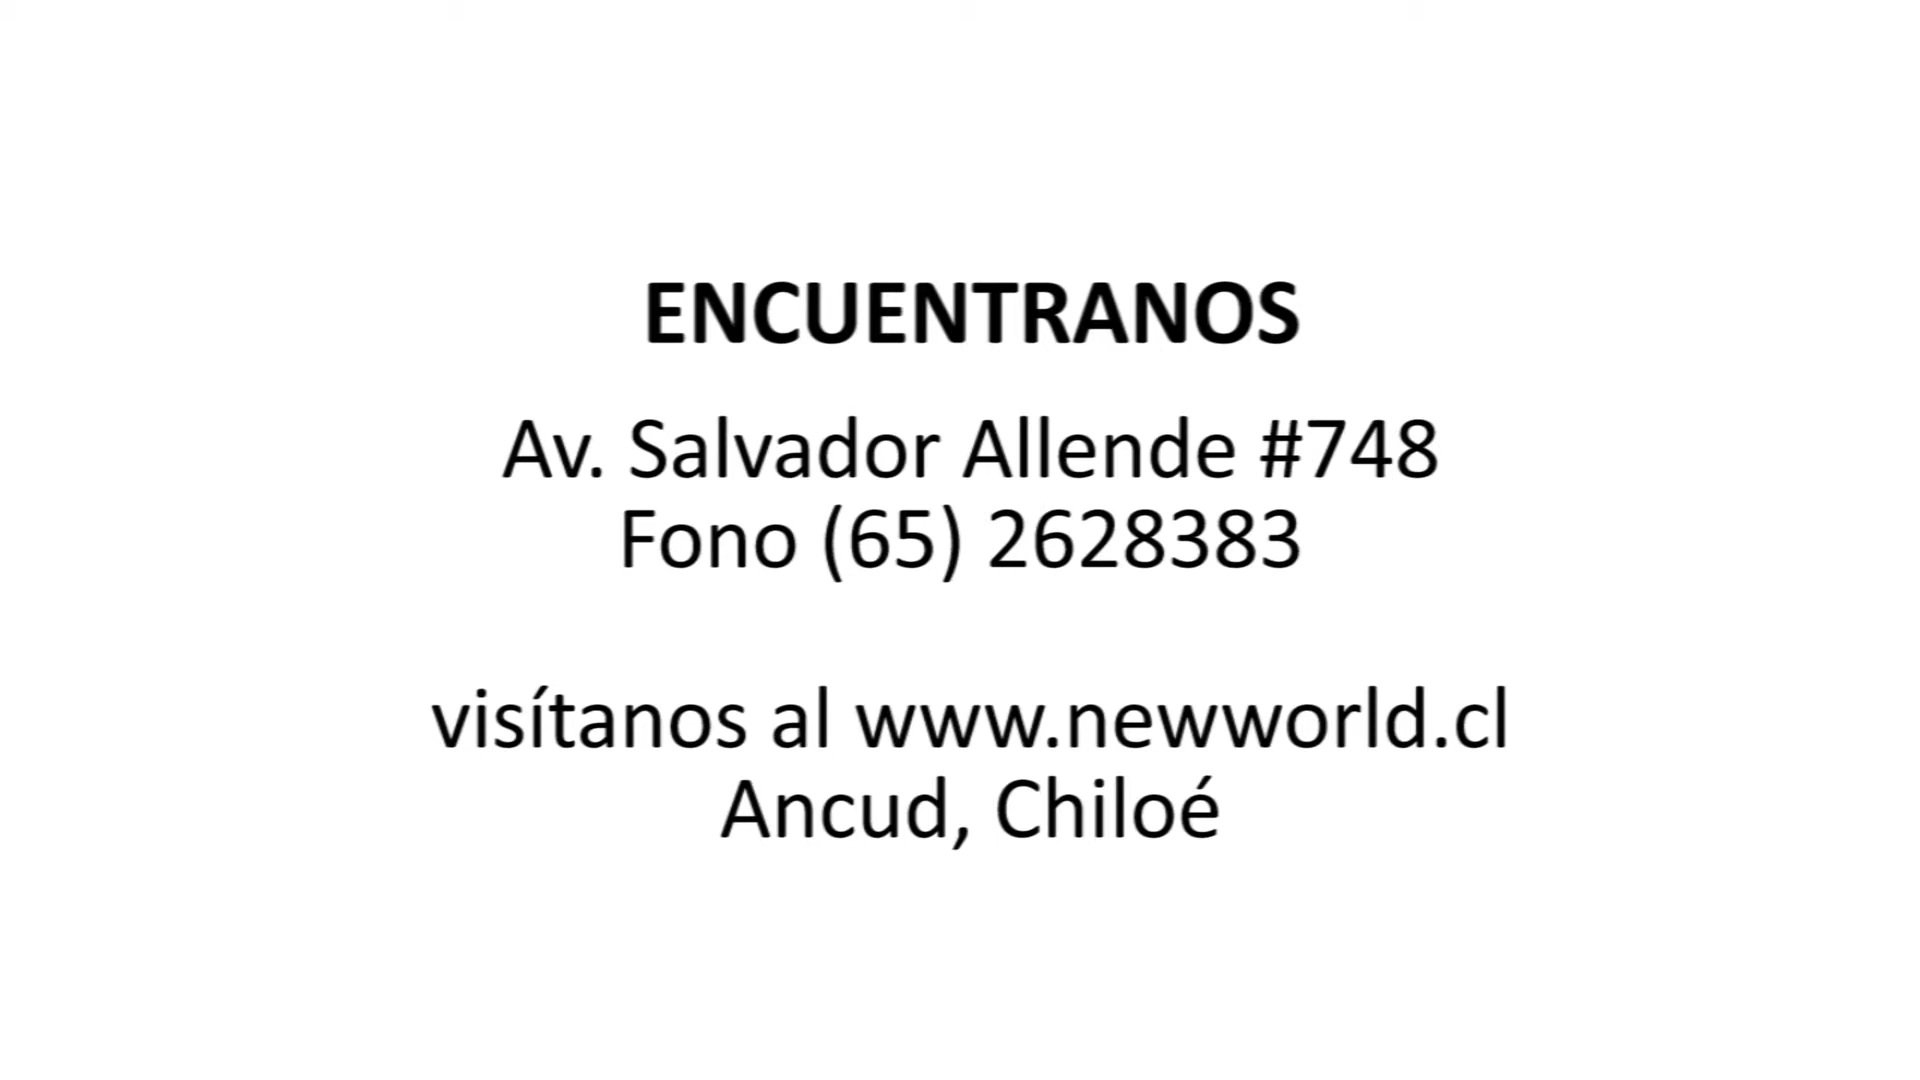 ENCUENTRANOS
Av. Salvador Allende #748
Fono (65) 2628383
visítanos al www.newworld.cl
Ancud, Chiloé